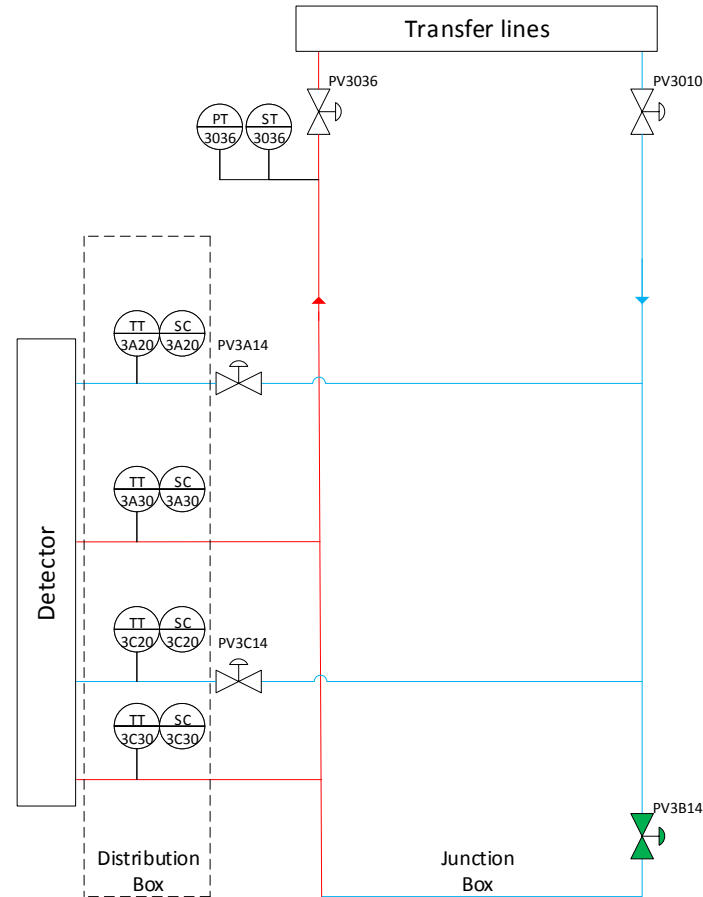 Transfer lines
PV3036
PV3010
PT
3036
ST
3036
TT
3A20
SC
3A20
PV3A14
TT
3A30
SC
3A30
Detector
TT
3C20
SC
3C20
PV3C14
TT
3C30
SC
3C30
PV3B14
Distribution
Box
Junction
Box